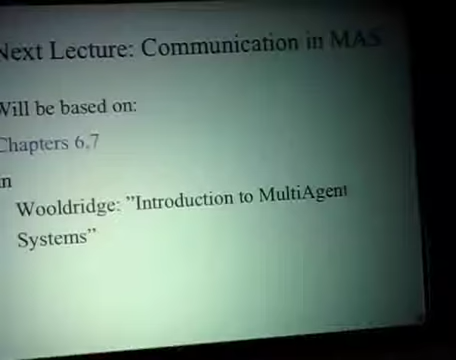 Next Lecture: Communication in MAS
Will be based on:
Chapters 6,7
in
Wooldridge: ”Introduction to MultiAgent
Systems”